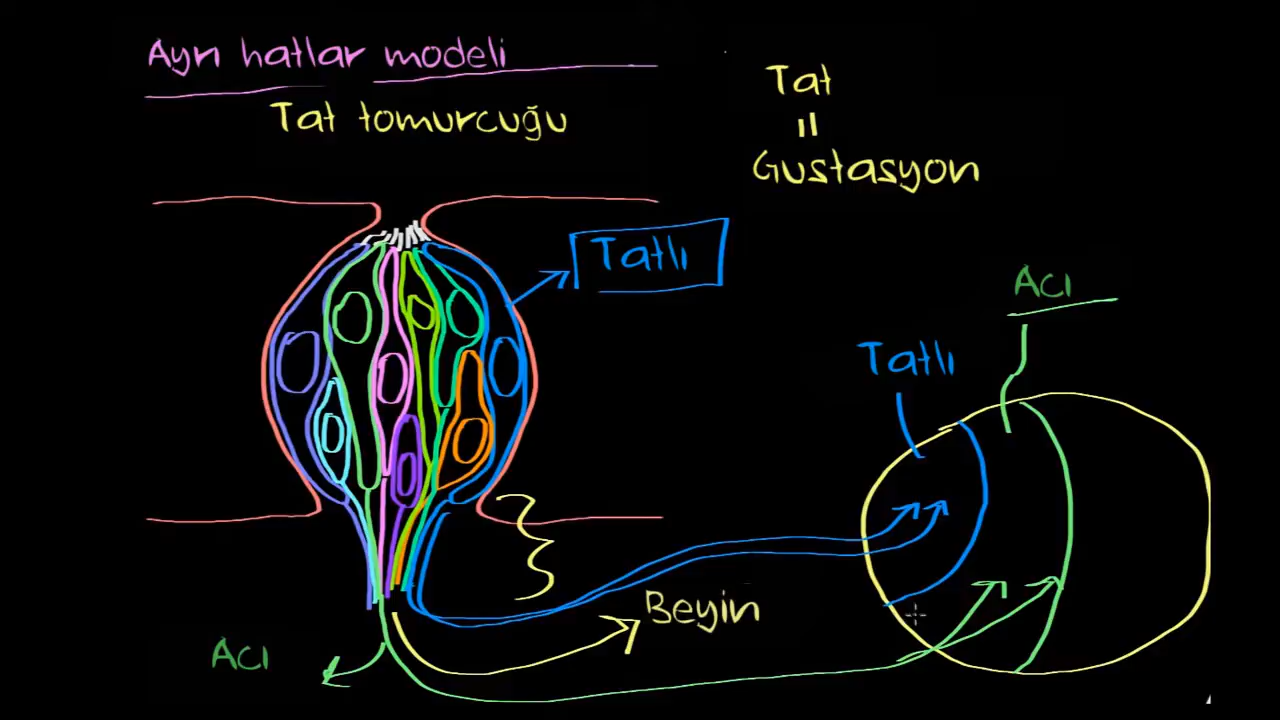 Ayrı hatlar modeli
Tat tomurcuğu
Tat
=
Gustasyon
Tatlı
Acı
Tatlı
Beyin
Acı